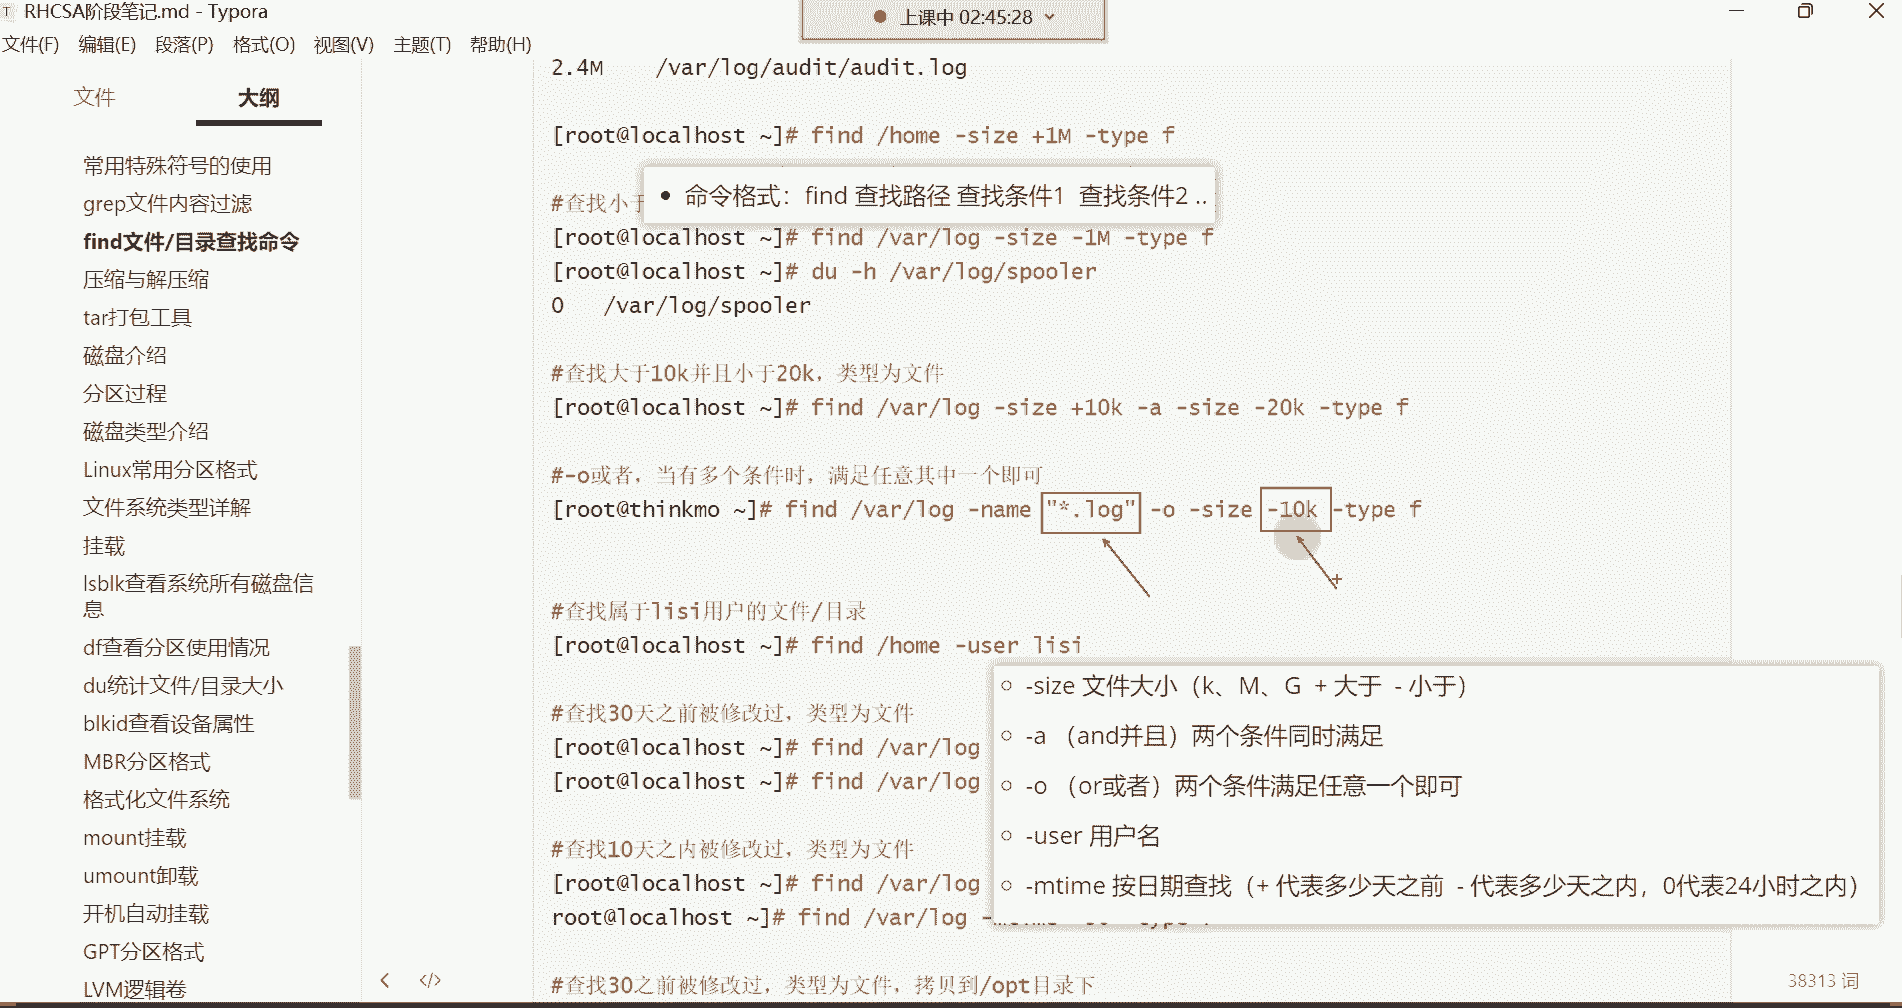 RHCSA阶段笔记.md - Typora
上课中 02:45:28
文件(F) 编辑(E) 段落(P) 格式(O) 视图(V) 主题(T) 帮助(H)
文件 大纲
常用特殊符号的使用
grep文件内容过滤
find文件/目录查找命令
压缩与解压缩
tar打包工具
磁盘介绍
分区过程
磁盘类型介绍
Linux常用分区格式
文件系统类型详解
挂载
lsblk查看系统所有磁盘信
息
df查看分区使用情况
du统计文件/目录大小
blkid查看设备属性
MBR分区格式
格式化文件系统
mount挂载
umount卸载
开机自动挂载
GPT分区格式
LVM逻辑卷
2.4M /var/log/audit/audit.log
[root@localhost ~]# find /home -size +1M -type f
命令格式：find 查找路径 查找条件1 查找条件2 ..
#查找小于
[root@localhost ~]# find /var/log -size -1M -type f
[root@localhost ~]# du -h /var/log/spooler
0 /var/log/spooler
#查找大于10k并且小于20k，类型为文件
[root@localhost ~]# find /var/log -size +10k -a -size -20k -type f
#-o或者，当有多个条件时，满足任意其中一个即可
[root@thinkmo ~]# find /var/log -name "*.log" -o -size -10k -type f
#查找属于lisi用户的文件/目录
[root@localhost ~]# find /home -user lisi
#查找30天之前被修改过，类型为文件
[root@localhost ~]# find /var/log
[root@localhost ~]# find /var/log
#查找10天之内被修改过，类型为文件
[root@localhost ~]# find /var/log
root@localhost ~]# find /var/log
#查找30之前被修改过，类型为文件，拷贝到/opt目录下
-size 文件大小（k、M、G + 大于 - 小于）
-a （and并且）两个条件同时满足
-o （or或者）两个条件满足任意一个即可
-user 用户名
-mtime 按日期查找（+ 代表多少天之前 - 代表多少天之内，0代表24小时之内）
38313 词